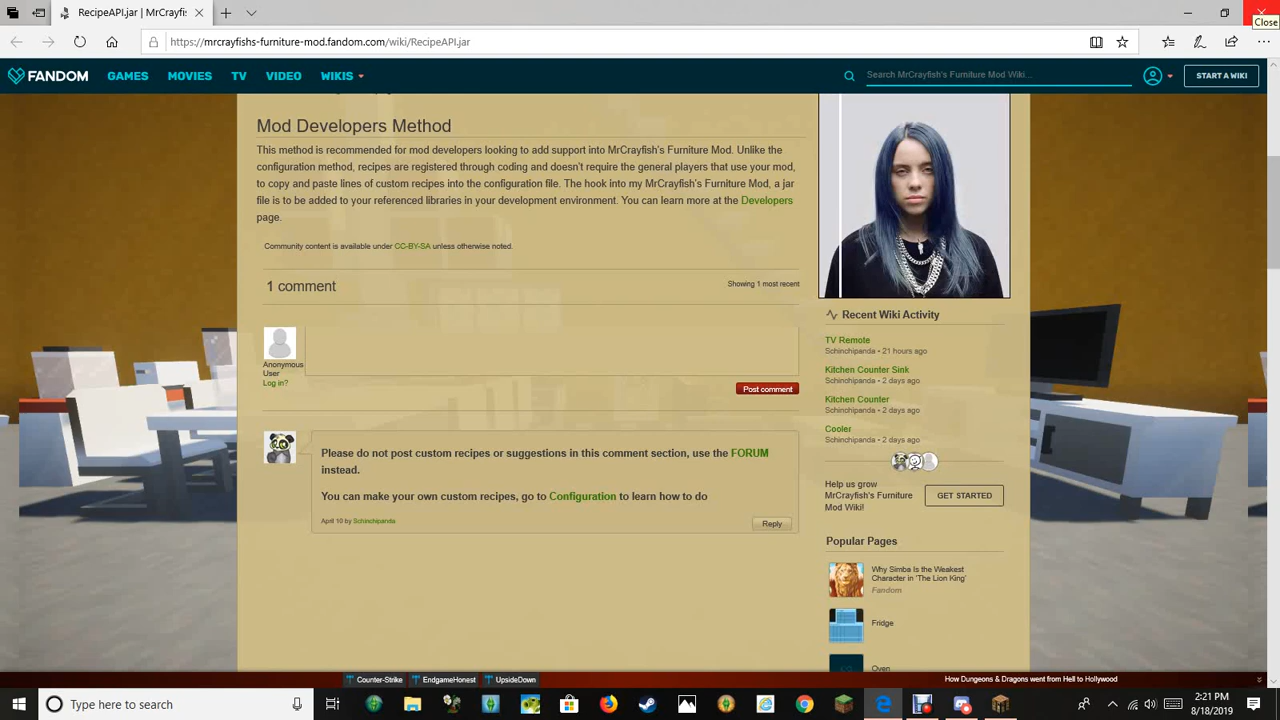 RecipeAPI.jar - MrCrayfis
Close
https://mrcrayfishs-furniture-mod.fandom.com/wiki/RecipeAPI.jar
FANDOM GAMES MOVIES TV VIDEO WIKIS
Search MrCrayfish's Furniture Mod Wiki...
START A WIKI
Mod Developers Method
This method is recommended for mod developers looking to add support into MrCrayfish's Furniture Mod. Unlike the
configuration method, recipes are registered through coding and doesn't require the general players that use your mod,
to copy and paste lines of custom recipes into the configuration file. The hook into my MrCrayfish's Furniture Mod, a jar
file is to be added to your referenced libraries in your development environment. You can learn more at the Developers
page.
Community content is available under CC-BY-SA unless otherwise noted.
1 comment
Showing 1 most recent
Anonymous
User
Log in?
Post comment
Please do not post custom recipes or suggestions in this comment section, use the FORUM
instead.
You can make your own custom recipes, go to Configuration to learn how to do
April 10 by Schinchipanda
Reply
Recent Wiki Activity
TV Remote
Schinchipanda • 21 hours ago
Kitchen Counter Sink
Schinchipanda • 2 days ago
Kitchen Counter
Schinchipanda • 2 days ago
Cooler
Schinchipanda • 2 days ago
Help us grow
MrCrayfish's Furniture
Mod Wiki!
GET STARTED
Popular Pages
Why Simba Is the Weakest
Character in 'The Lion King'
Fandom
Fridge
Oven
Counter-Strike
EndgameHonest
UpsideDown
How Dungeons & Dragons went from Hell to Hollywood
Type here to search
2:21 PM
8/18/2019